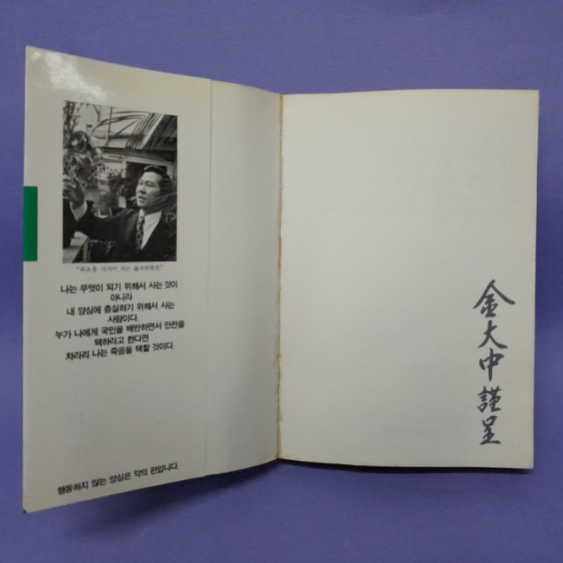 나는 무엇이 되기 위해서 사는 것이
아니라
내 양심에 충실하기 위해서 사는
사람이다.
누가 나에게 국민을 배반하면서 안전을
택하라고 한다면
차라리 나는 죽음을 택할 것이다.
행동하지 않는 양심은 악의 편입니다.
金大中謹呈